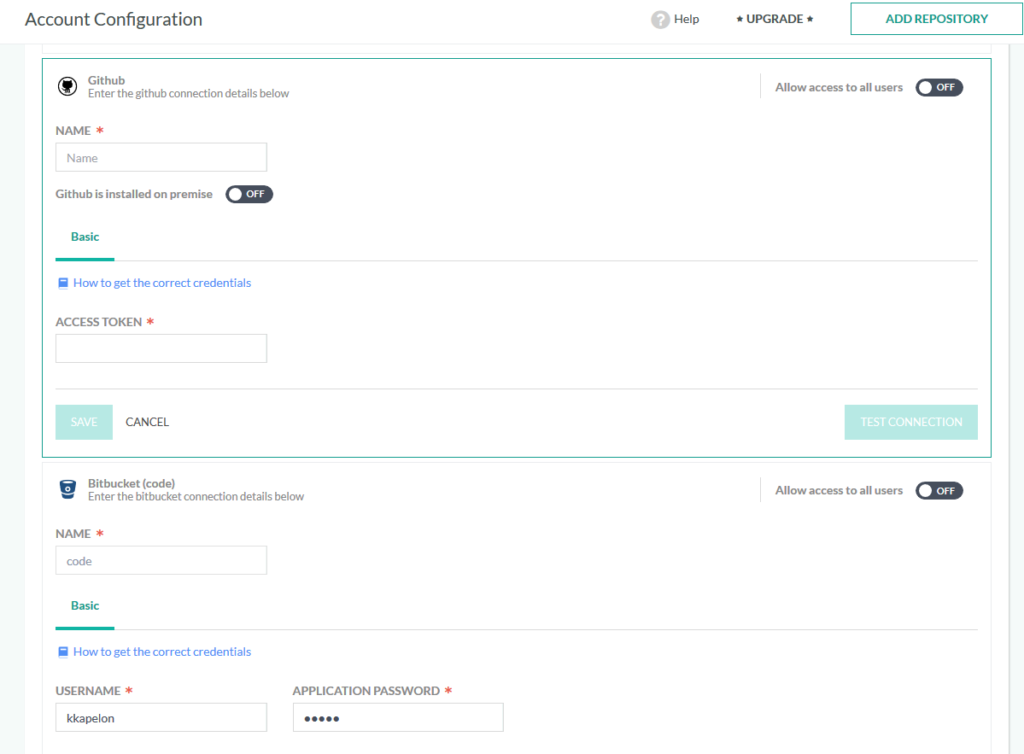 Account Configuration
? Help
★ UPGRADE ★
ADD REPOSITORY
Github
Enter the github connection details below
Allow access to all users
OFF
NAME *
Name
Github is installed on premise
OFF
Basic
How to get the correct credentials
ACCESS TOKEN *
SAVE
CANCEL
TEST CONNECTION
Bitbucket (code)
Enter the bitbucket connection details below
Allow access to all users
OFF
NAME *
code
Basic
How to get the correct credentials
USERNAME *
APPLICATION PASSWORD *
kkapelon
•••••